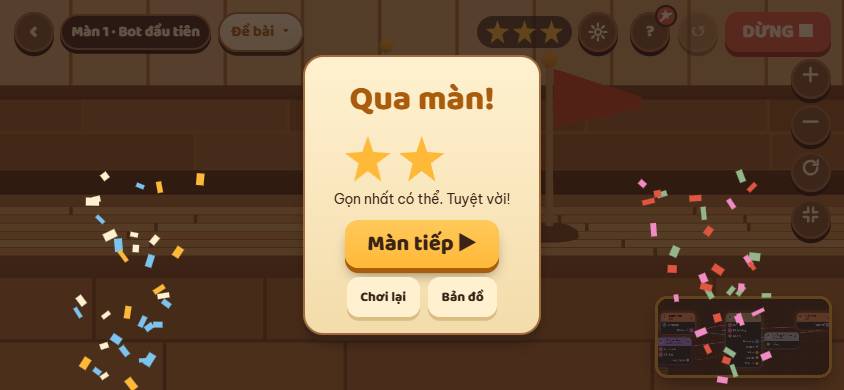 Màn 1 · Bot đầu tiên
Đề bài
?
DỪNG
Qua màn!
Gọn nhất có thể. Tuyệt vời!
Màn tiếp
Chơi lại
Bản đồ